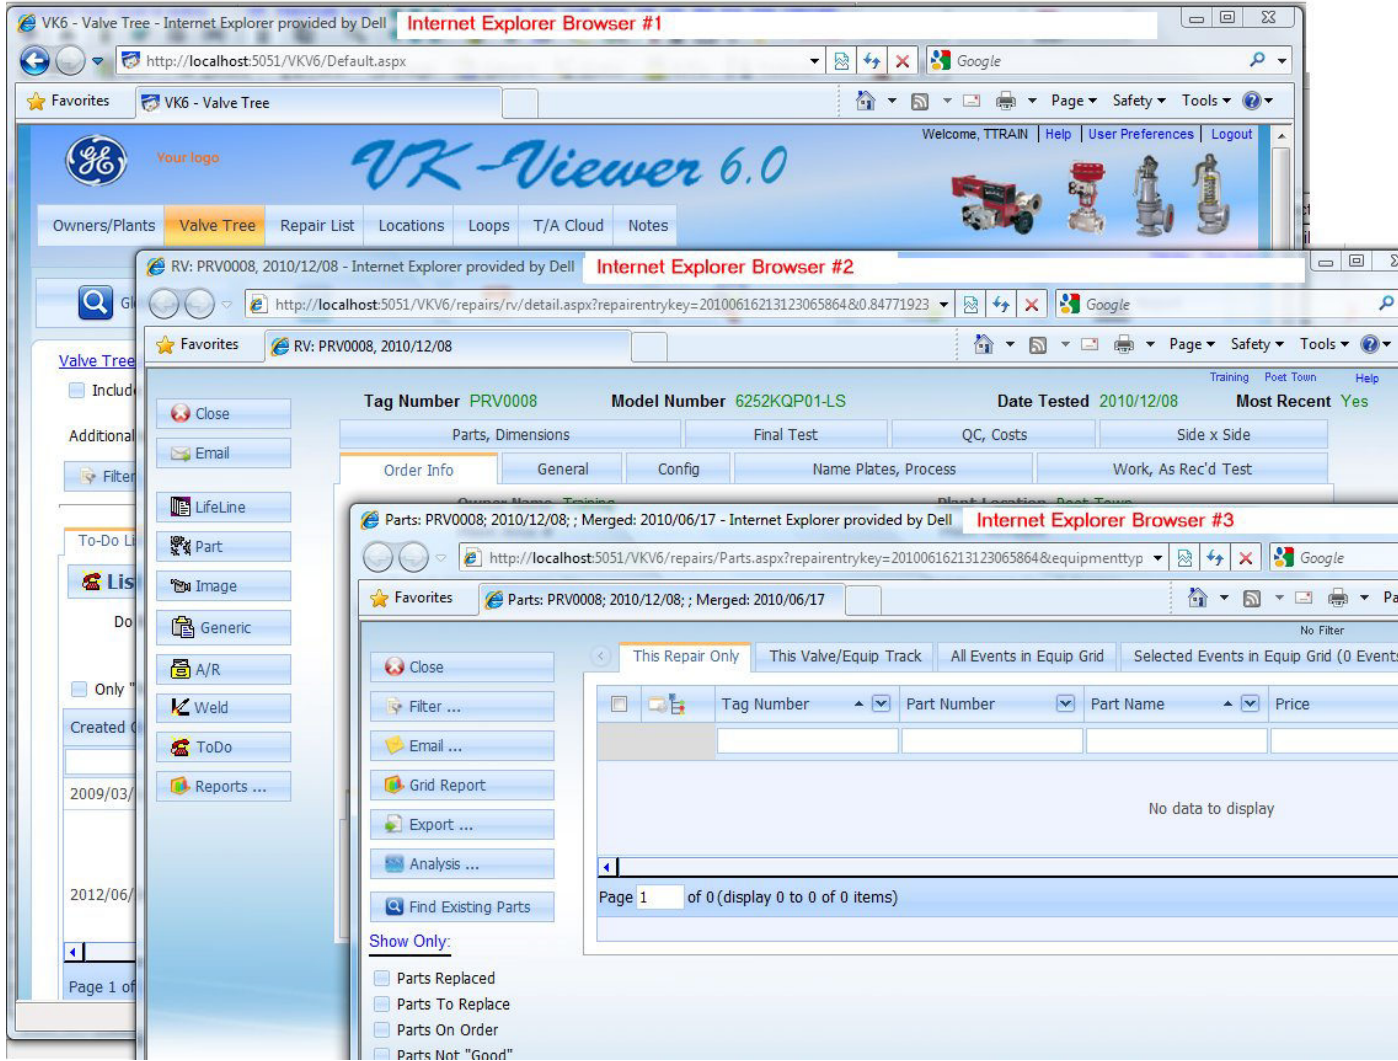 VK6 - Valve Tree - Internet Explorer provided by Dell Internet Explorer Browser #1
http://localhost:5051/VKV6/Default.aspx Google
Favorites VK6 - Valve Tree Page Safety Tools
Welcome, TTRAIN Help User Preferences Logout
GE Your logo VK-Viewer 6.0
Owners/Plants Valve Tree Repair List Locations Loops T/A Cloud Notes
RV: PRV0008, 2010/12/08 - Internet Explorer provided by Dell Internet Explorer Browser #2
http://localhost:5051/VKV6/repairs/rv/detail.aspx?repairentrykey=20100616213123065864&0.84771923 Google
Favorites RV: PRV0008, 2010/12/08 Page Safety Tools
Valve Tree
Training Poet Town Help
Includ
Close Tag Number PRV0008 Model Number 6252KQP01-LS Date Tested 2010/12/08 Most Recent Yes
Additional Parts, Dimensions Final Test QC, Costs Side x Side
Email
Filter Order Info General Config Name Plates, Process Work, As Rec'd Test
Owner Name Training Plant Location Poet Town
LifeLine
Parts: PRV0008; 2010/12/08; ; Merged: 2010/06/17 - Internet Explorer provided by Dell Internet Explorer Browser #3
To-Do Li
Part
http://localhost:5051/VKV6/repairs/Parts.aspx?repairentrykey=20100616213123065864&equipmenttyp Google
Lis Image
Favorites Parts: PRV0008; 2010/12/08; ; Merged: 2010/06/17 Pa
Do Generic
No Filter
This Repair Only This Valve/Equip Track All Events in Equip Grid Selected Events in Equip Grid (0 Events
A/R Close
Only "
Weld Filter ... Tag Number Part Number Part Name Price
Created
ToDo Email ...
Reports ... Grid Report
2009/03/
No data to display
Export ...
Analysis ...
2012/06/
Page 1 of 0 (display 0 to 0 of 0 items)
Find Existing Parts
Show Only:
Parts Replaced
Page 1 of
Parts To Replace
Parts On Order
Parts Not "Good"